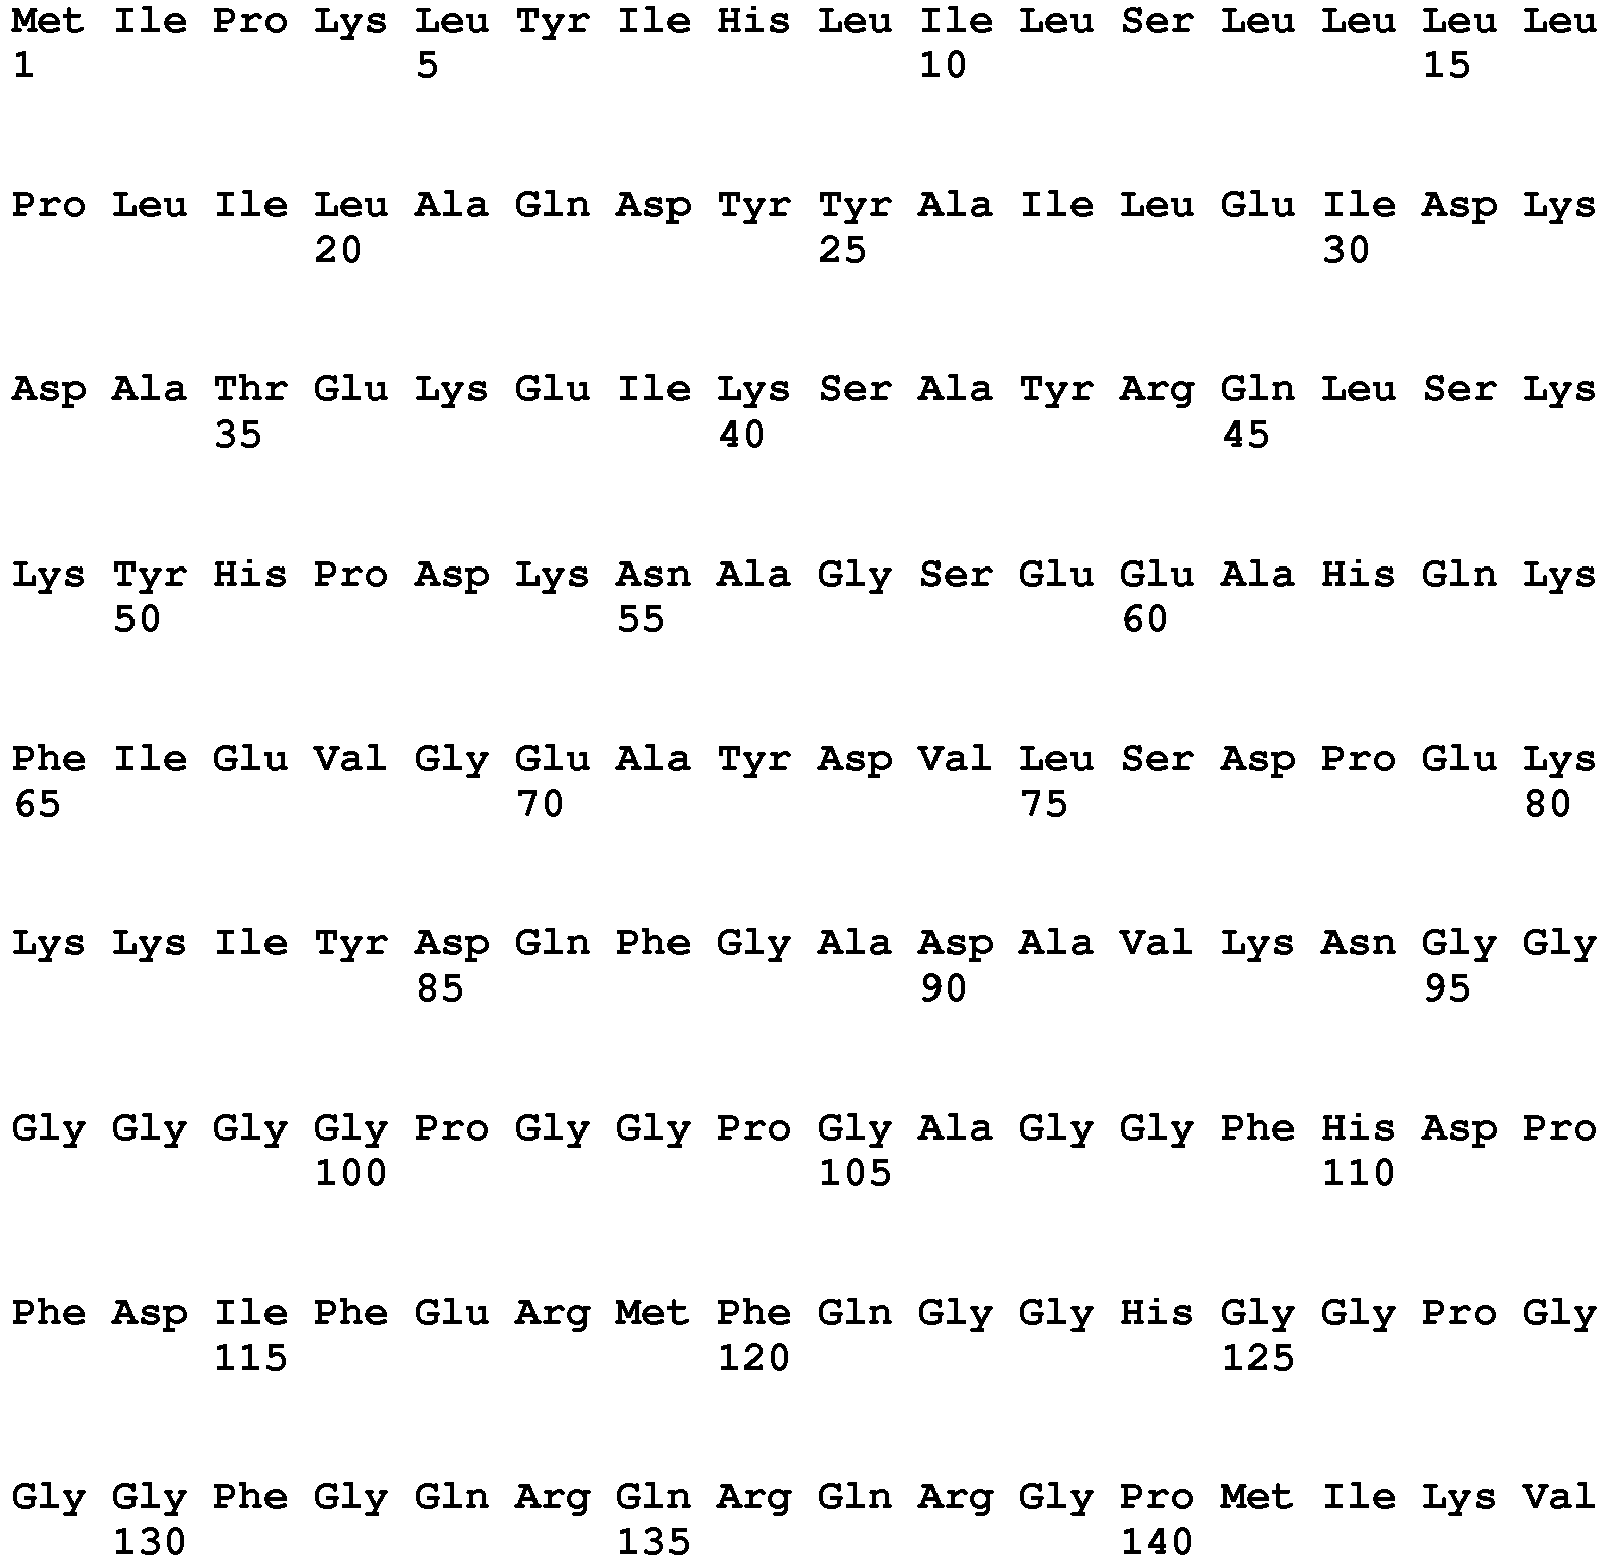 Met Ile Pro Lys Leu Tyr Ile His Leu Ile Leu Ser Leu Leu Leu Leu
1 5 10 15
Pro Leu Ile Leu Ala Gln Asp Tyr Tyr Ala Ile Leu Glu Ile Asp Lys
20 25 30
Asp Ala Thr Glu Lys Glu Ile Lys Ser Ala Tyr Arg Gln Leu Ser Lys
35 40 45
Lys Tyr His Pro Asp Lys Asn Ala Gly Ser Glu Glu Ala His Gln Lys
50 55 60
Phe Ile Glu Val Gly Glu Ala Tyr Asp Val Leu Ser Asp Pro Glu Lys
65 70 75 80
Lys Lys Ile Tyr Asp Gln Phe Gly Ala Asp Ala Val Lys Asn Gly Gly
85 90 95
Gly Gly Gly Gly Pro Gly Gly Pro Gly Ala Gly Gly Phe His Asp Pro
100 105 110
Phe Asp Ile Phe Glu Arg Met Phe Gln Gly Gly His Gly Gly Pro Gly
115 120 125
Gly Gly Phe Gly Gln Arg Gln Arg Gln Arg Gly Pro Met Ile Lys Val
130 135 140